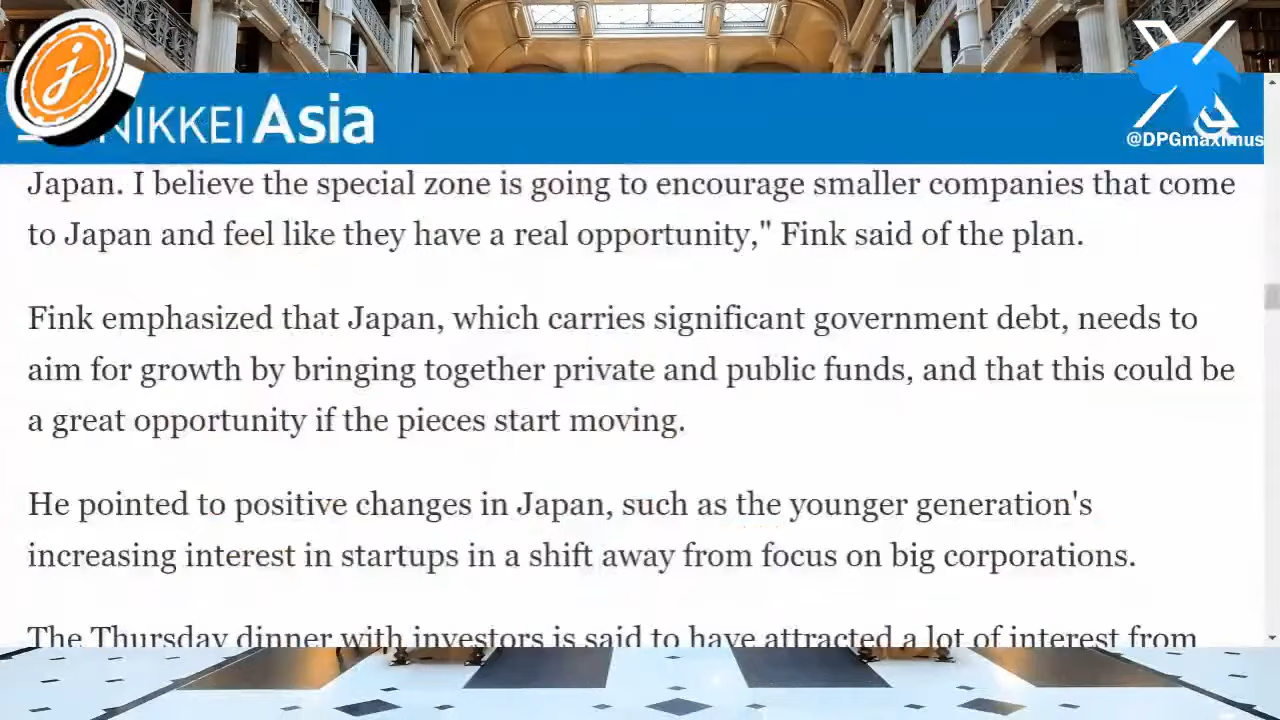 NIKKEI Asia
@DPGmaximus
Japan. I believe the special zone is going to encourage smaller companies that come
to Japan and feel like they have a real opportunity," Fink said of the plan.
Fink emphasized that Japan, which carries significant government debt, needs to
aim for growth by bringing together private and public funds, and that this could be
a great opportunity if the pieces start moving.
He pointed to positive changes in Japan, such as the younger generation's
increasing interest in startups in a shift away from focus on big corporations.
The Thursday dinner with investors is said to have attracted a lot of interest from